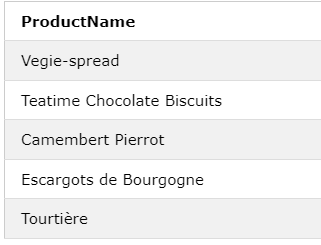 ProductName
Vegie-spread
Teatime Chocolate Biscuits
Camembert Pierrot
Escargots de Bourgogne
Tourtière